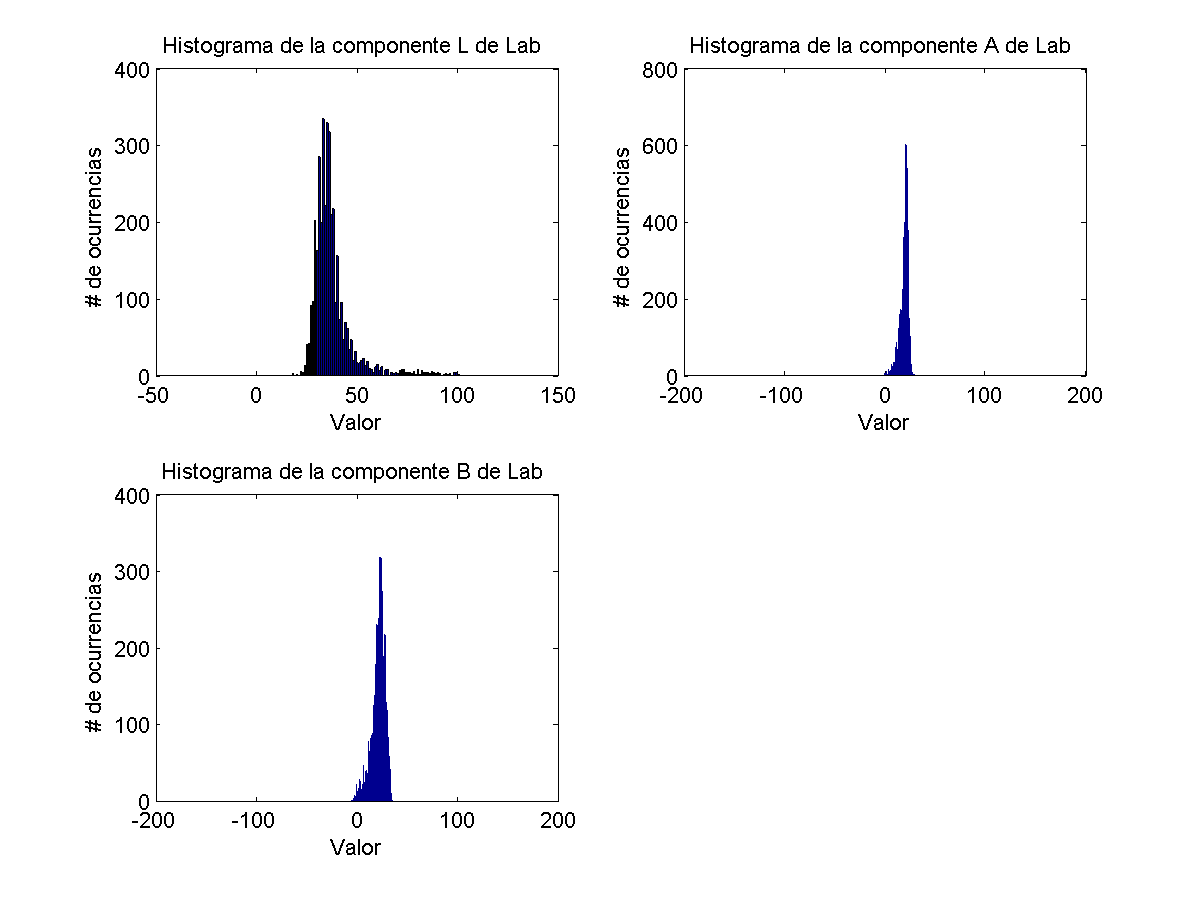 Histograma de la componente L de Lab
400
300
200
100
0
-50 0 50 100 150
Valor
# de ocurrencias
Histograma de la componente A de Lab
800
600
400
200
0
-200 -100 0 100 200
Valor
# de ocurrencias
Histograma de la componente B de Lab
400
300
200
100
0
-200 -100 0 100 200
Valor
# de ocurrencias